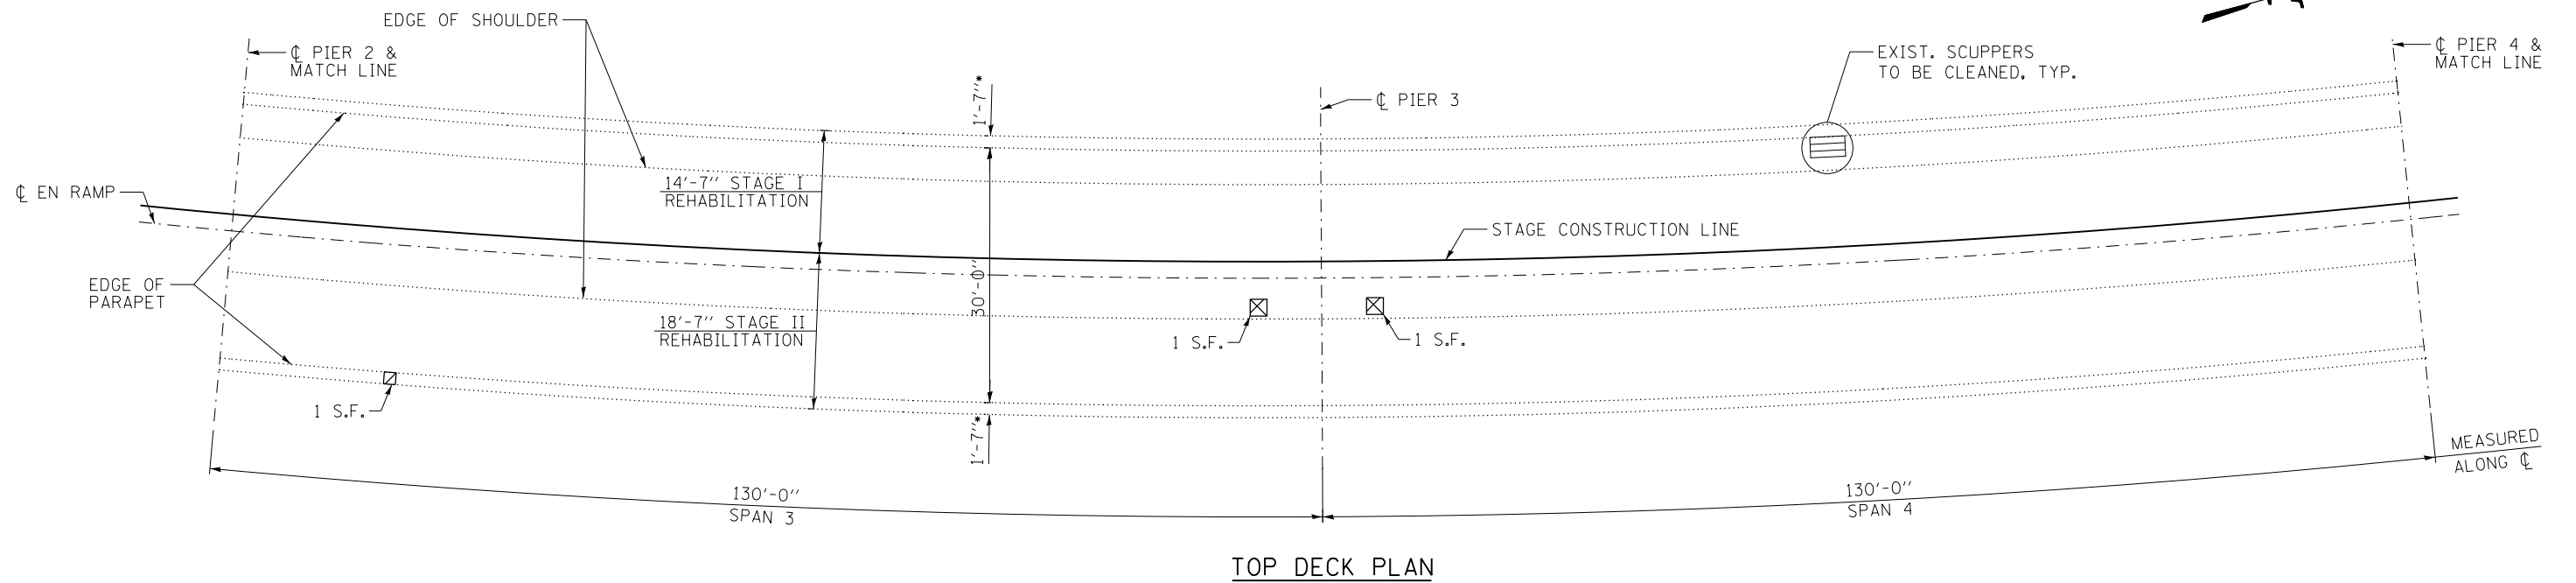 EDGE OF SHOULDER
℄ PIER 2 &
MATCH LINE
1'-7"*
℄ PIER 3
EXIST. SCUPPERS
TO BE CLEANED, TYP.
℄ PIER 4 &
MATCH LINE
℄ EN RAMP
14'-7" STAGE I
REHABILITATION
STAGE CONSTRUCTION LINE
EDGE OF
PARAPET
30'-0"
18'-7" STAGE II
REHABILITATION
1 S.F.
1 S.F.
1 S.F.
1'-7"*
MEASURED
ALONG ℄
130'-0"
SPAN 3
130'-0"
SPAN 4
TOP DECK PLAN